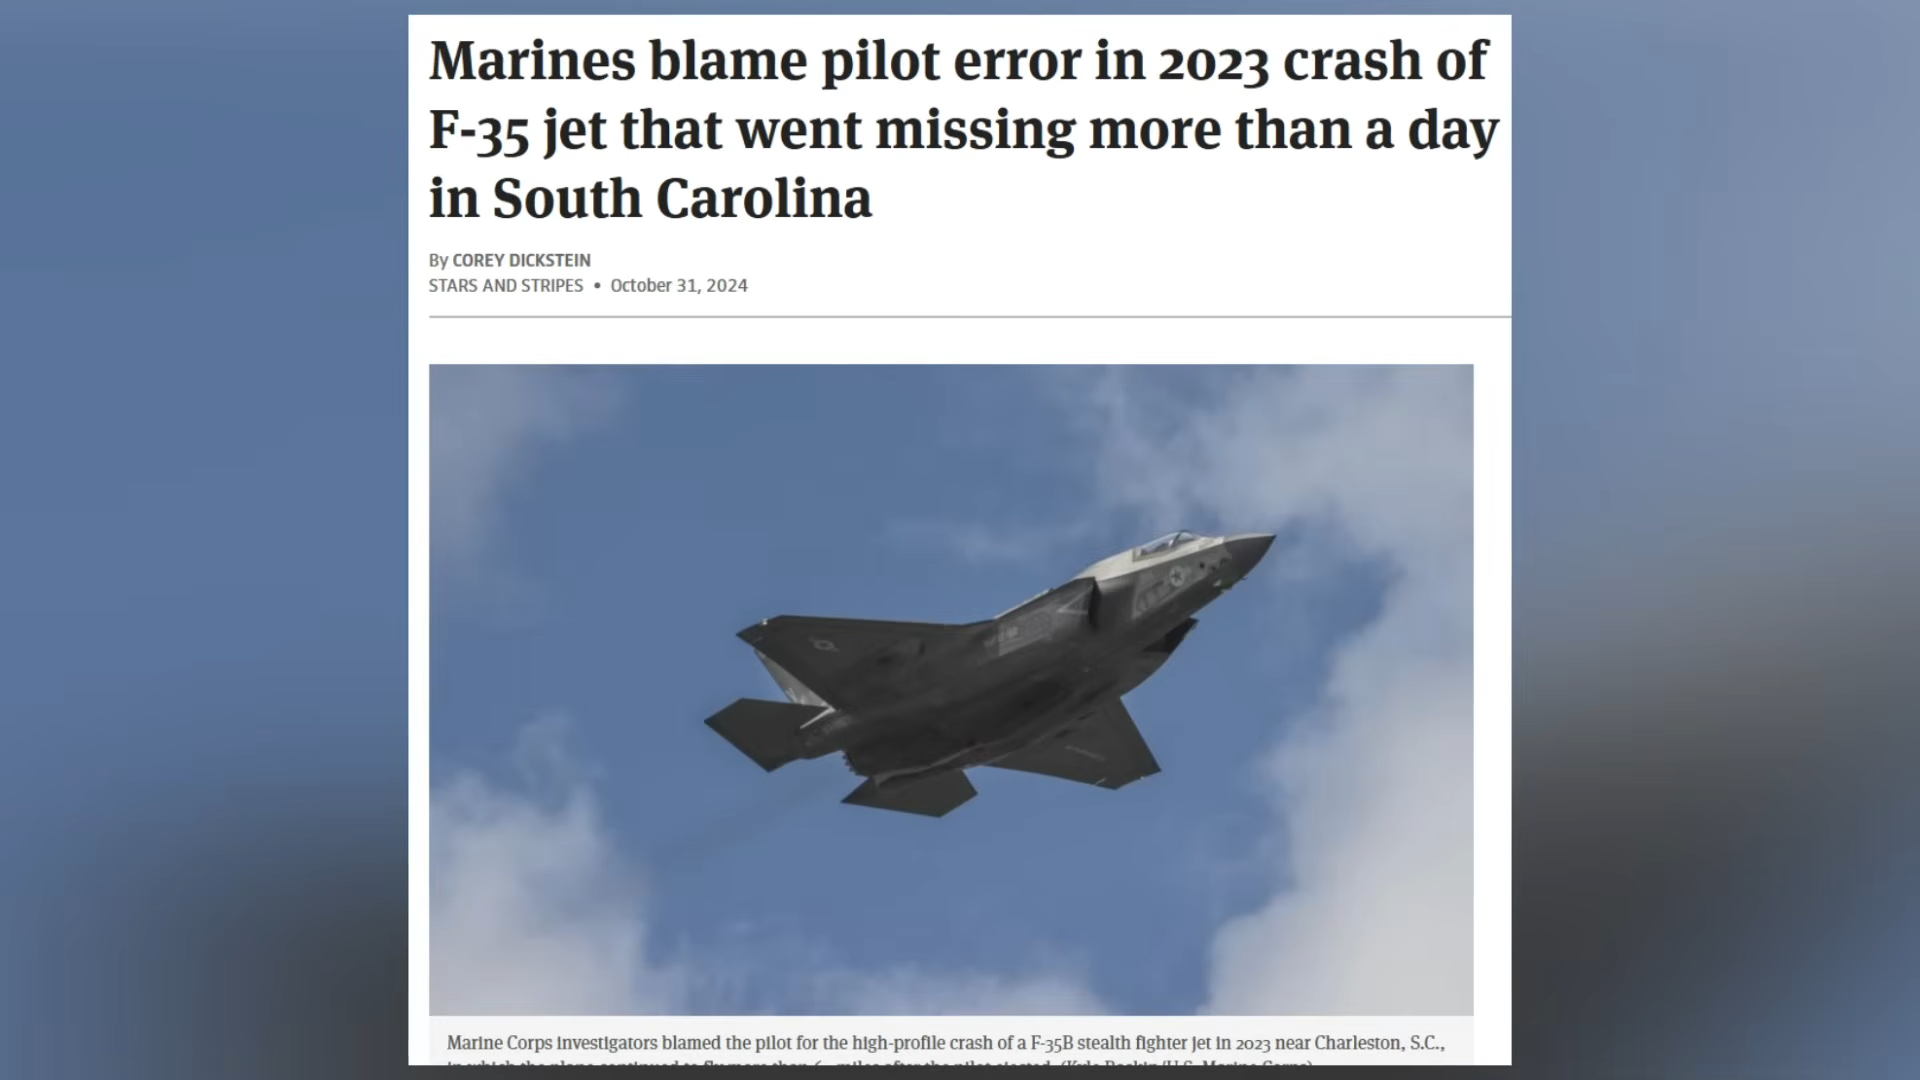 Marines blame pilot error in 2023 crash of
F-35 jet that went missing more than a day
in South Carolina
By COREY DICKSTEIN
STARS AND STRIPES • October 31, 2024
Marine Corps investigators blamed the pilot for the high-profile crash of a F-35B stealth fighter jet in 2023 near Charleston, S.C.,